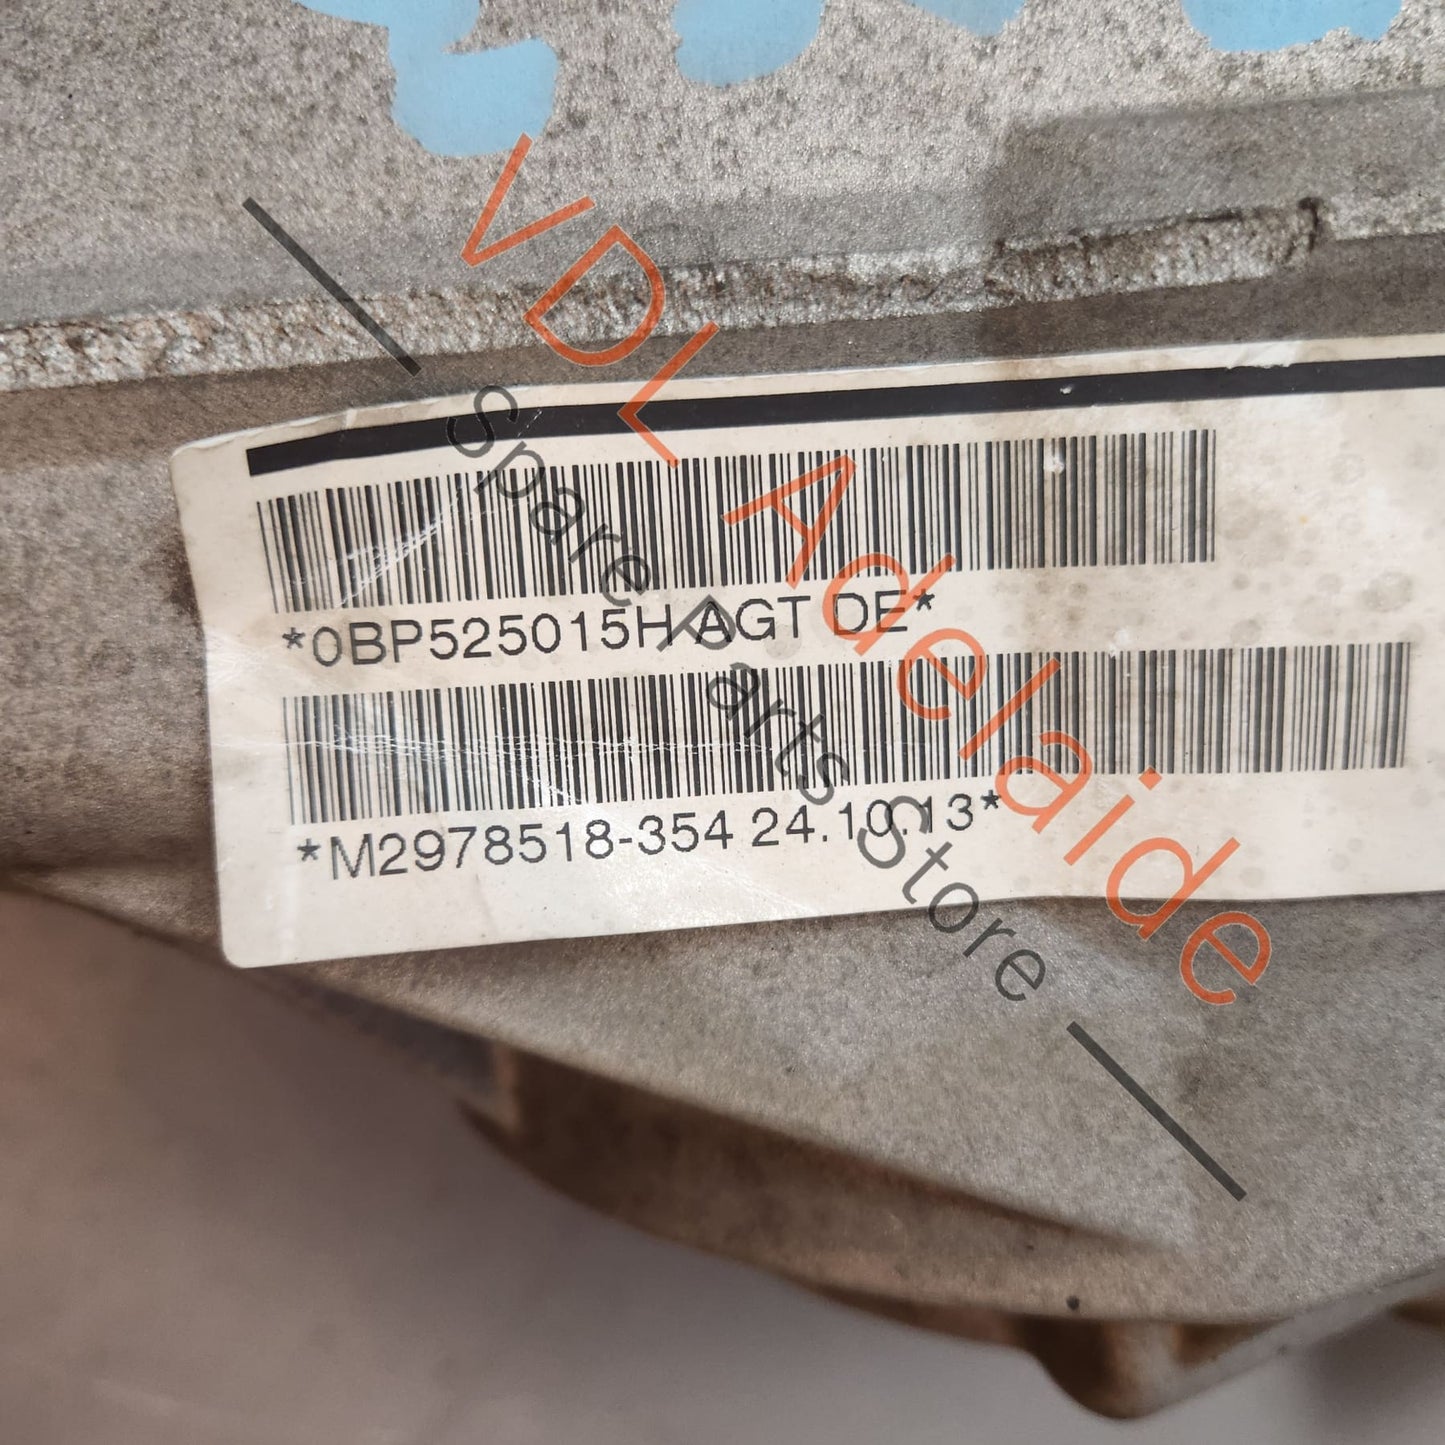 *0BP525015H AGT DE*
*M2978518-354 24.10.13*
VDL Adelaide
Spare Parts Store